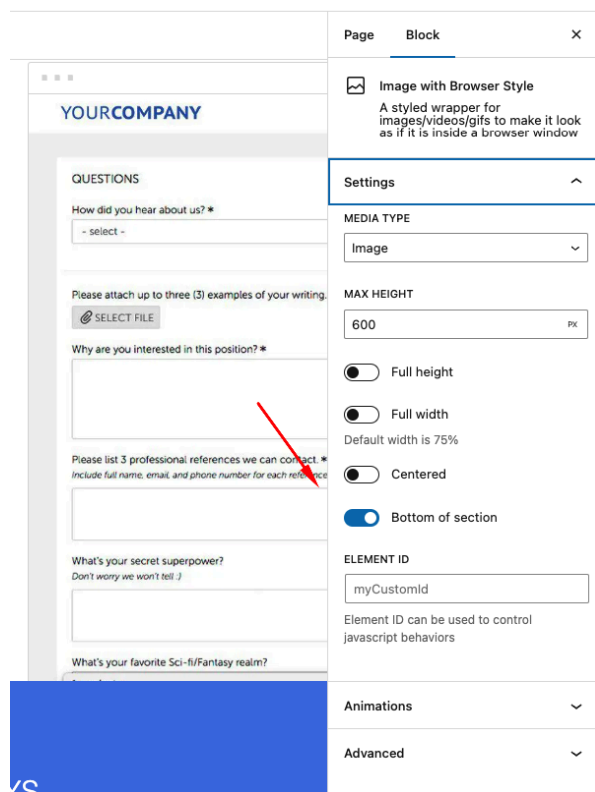 Page Block
YOURCOMPANY
QUESTIONS
How did you hear about us? *
- select -
Please attach up to three (3) examples of your writing.
SELECT FILE
Why are you interested in this position? *
Please list 3 professional references we can contact. *
Include full name, email, and phone number for each reference
What's your secret superpower?
Don't worry we won't tell :)
What's your favorite Sci-fi/Fantasy realm?
YS
Image with Browser Style
A styled wrapper for
images/videos/gifs to make it look
as if it is inside a browser window
Settings
MEDIA TYPE
Image
MAX HEIGHT
600 PX
Full height
Full width
Default width is 75%
Centered
Bottom of section
ELEMENT ID
myCustomId
Element ID can be used to control
javascript behaviors
Animations
Advanced